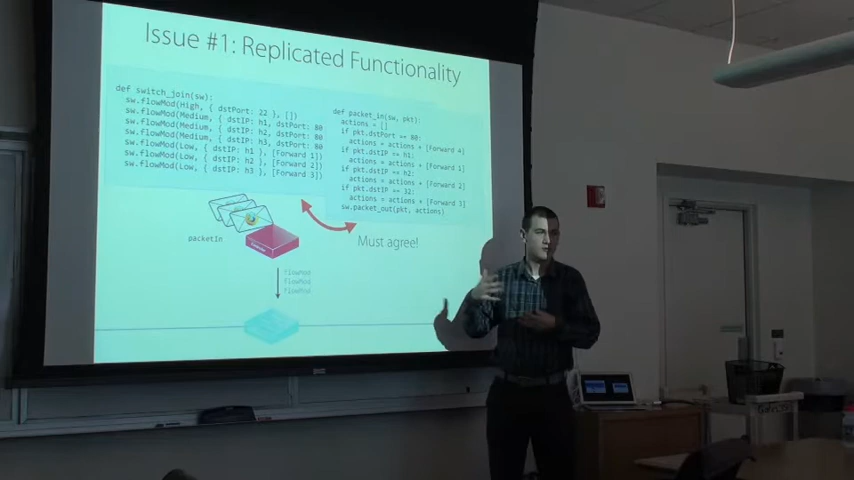 Issue #1: Replicated Functionality
def switch_join(sw):
sw.flowMod(High, { dstPort: 22 }, [])
sw.flowMod(Medium, { dstIP: h1, dstPort: 80
sw.flowMod(Medium, { dstIP: h2, dstPort: 80
sw.flowMod(Medium, { dstIP: h3, dstPort: 80
sw.flowMod(Low, { dstIP: h1 }, [Forward 1])
sw.flowMod(Low, { dstIP: h2 }, [Forward 2])
sw.flowMod(Low, { dstIP: h3 }, [Forward 3])
def packet_in(sw, pkt):
actions = []
if pkt.dstPort == 80:
actions = actions + [Forward 4]
if pkt.dstIP == h1:
actions = actions + [Forward 1]
if pkt.dstIP == h2:
actions = actions + [Forward 2]
if pkt.dstIP == 32:
actions = actions + [Forward 3]
sw.packet_out(pkt, actions)
packetIn
Must agree!
flowMod
flowMod
flowMod